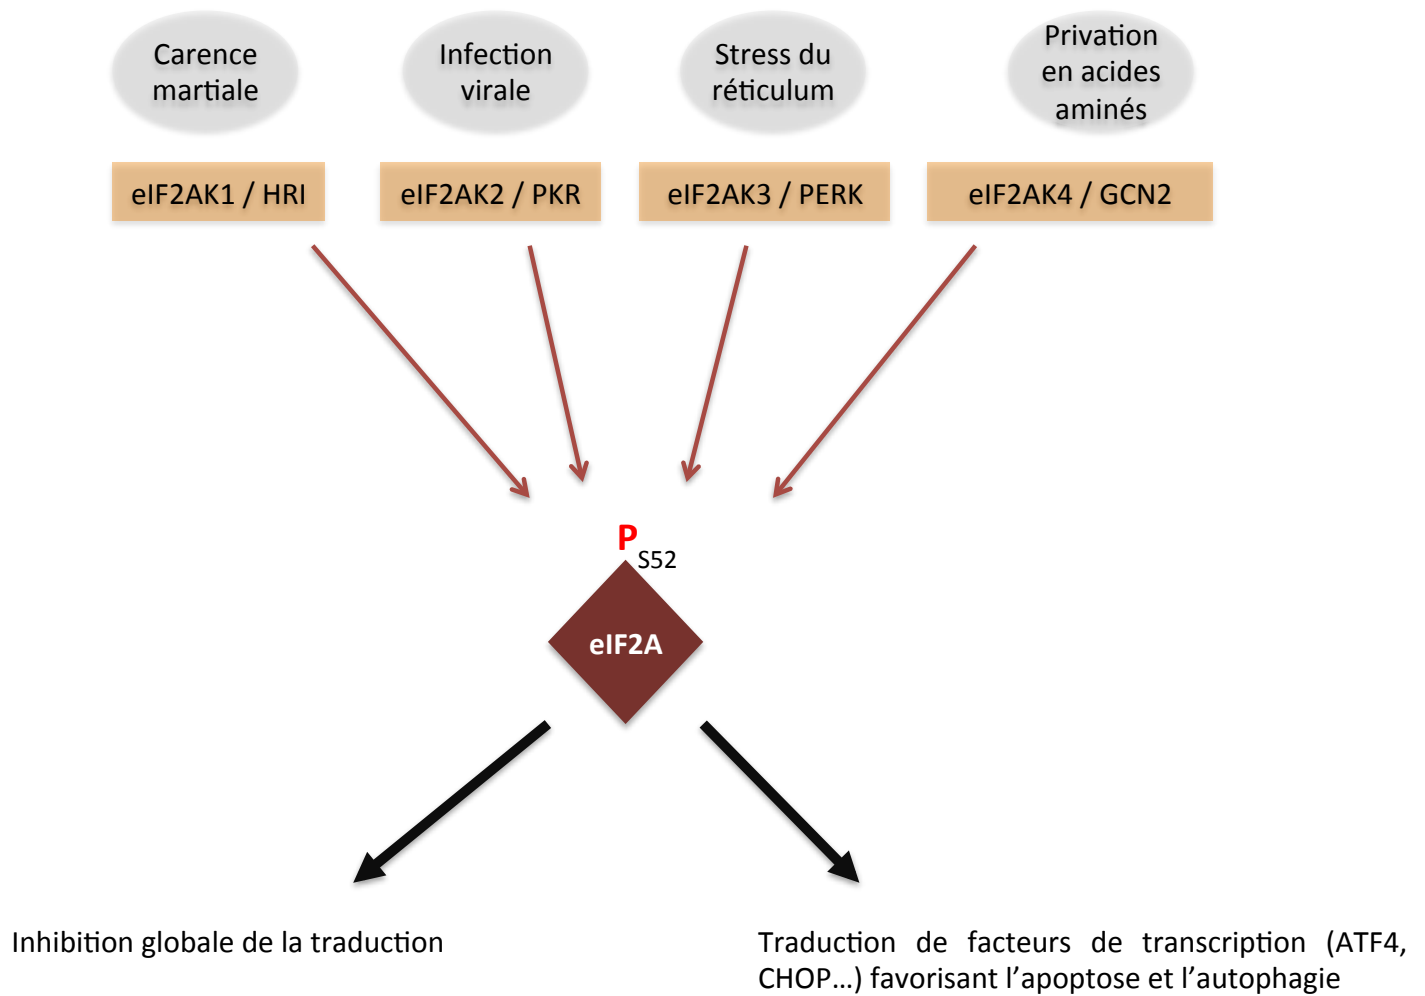 Carence
martiale
Infection
virale
Stress du
réticulum
Privation
en acides
aminés
eIF2AK1 / HRI
eIF2AK2 / PKR
eIF2AK3 / PERK
eIF2AK4 / GCN2
P
S52
eIF2A
Inhibition globale de la traduction
Traduction de facteurs de transcription (ATF4,
CHOP…) favorisant l’apoptose et l’autophagie